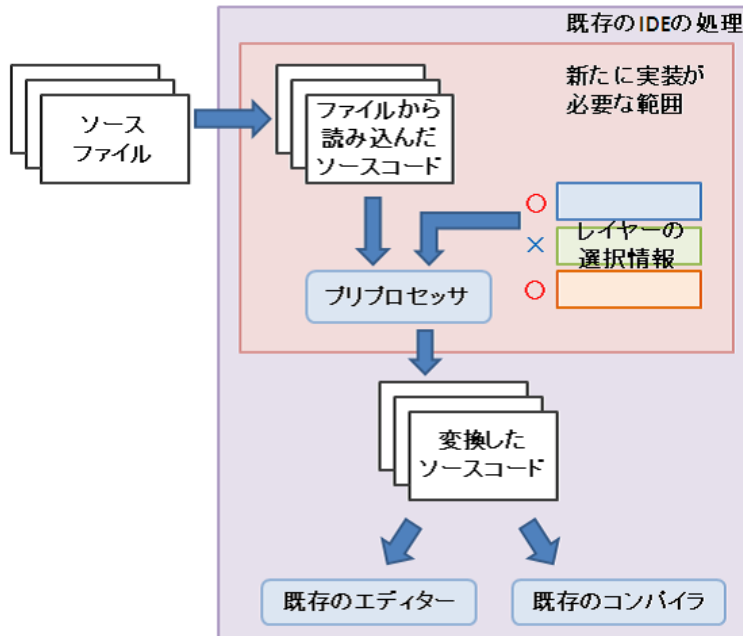 既存のIDEの処理
新たに実装が
必要な範囲
ソース
ファイル
ファイルから
読み込んだ
ソースコード
○
×
レイヤーの
選択情報
○
プリプロセッサ
変換した
ソースコード
既存のエディター
既存のコンパイラ